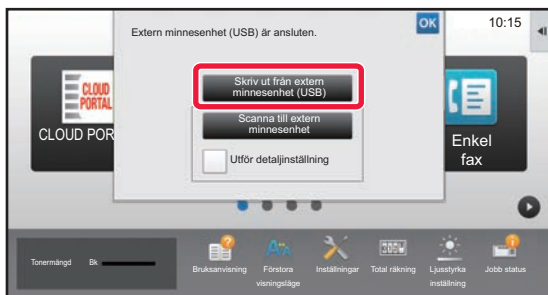 Extern minnesenhet (USB) är ansluten.
OK
10:15
Skriv ut från extern
minnesenhet (USB)
CLOUD
PORTAL
CLOUD POR
Scanna till extern
minnesenhet
Enkel
fax
Utför detaljinställning
Tonermängd
Bk
Bruksanvisning
Förstora
visningsläge
Inställningar
Total räkning
Ljusstyrka
inställning
Jobb status